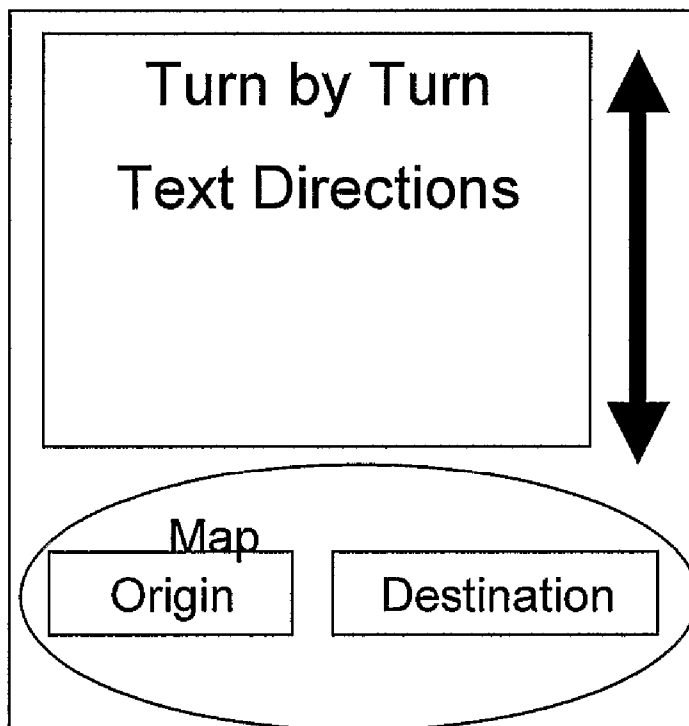 Turn by Turn
Text Directions
Map
Origin
Destination